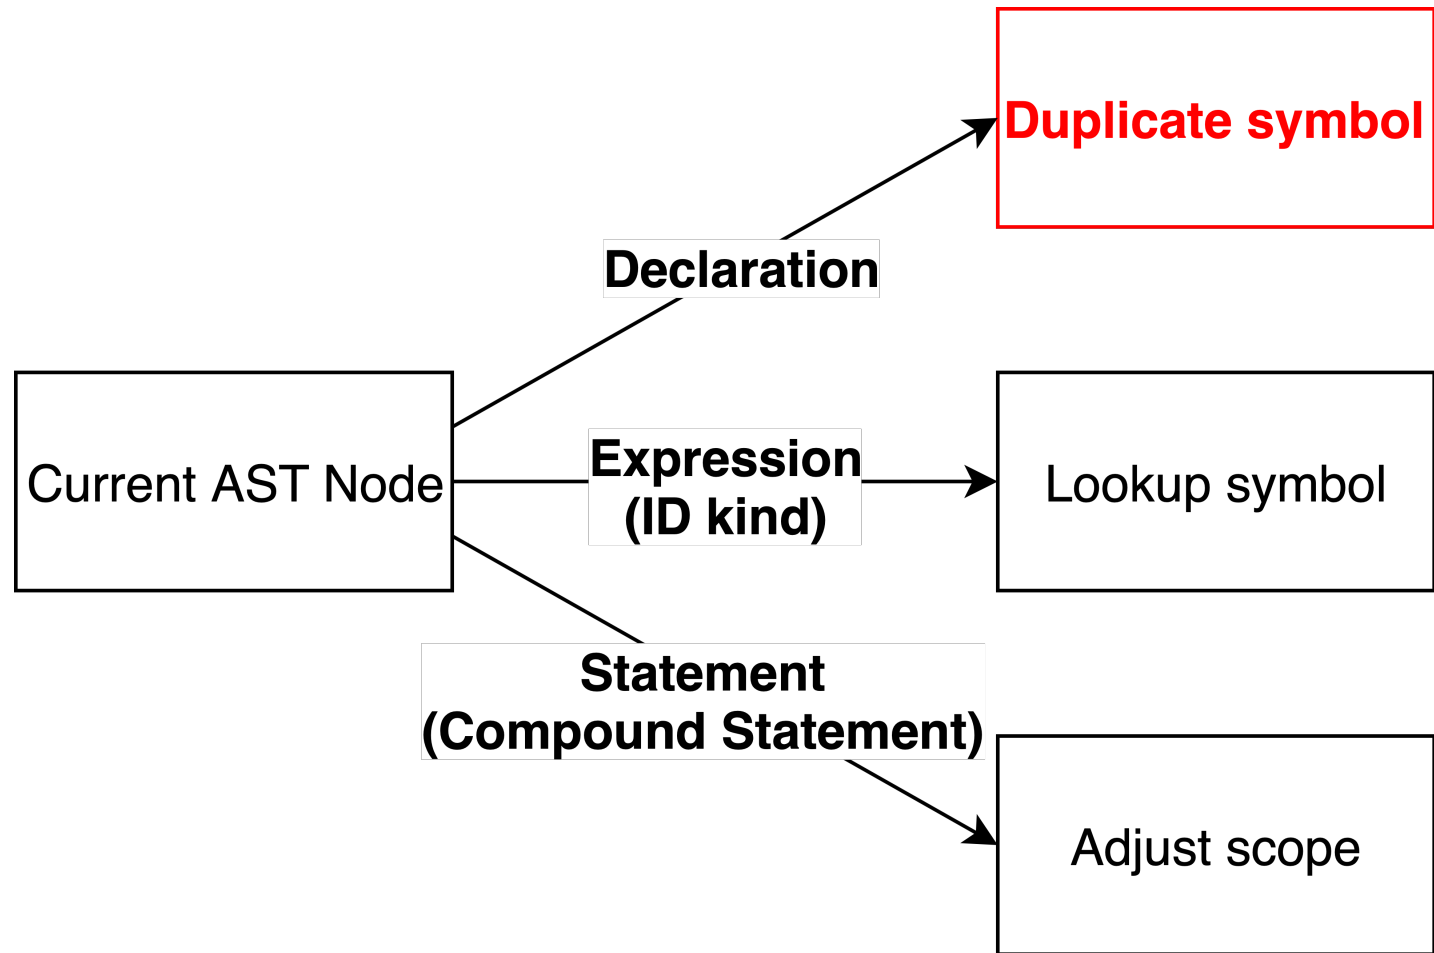 Duplicate symbol
Declaration
Current AST Node
Expression
(ID kind)
Lookup symbol
Statement
(Compound Statement)
Adjust scope